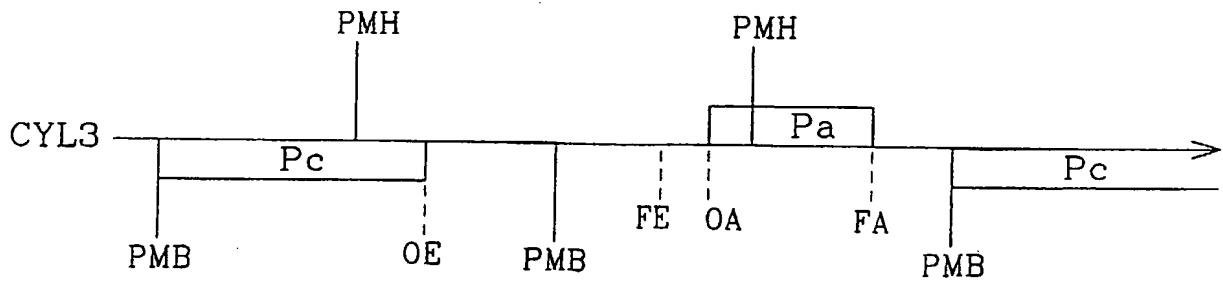 PMH PMH
CYL3 Pc Pa Pc
FE OA FA
PMB OE PMB PMB